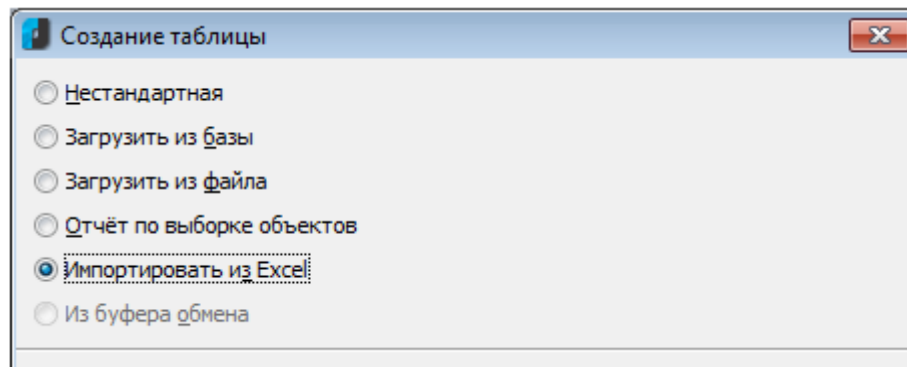 Создание таблицы
Нестандартная
Загрузить из базы
Загрузить из файла
Отчёт по выборке объектов
Импортировать из Excel
Из буфера обмена